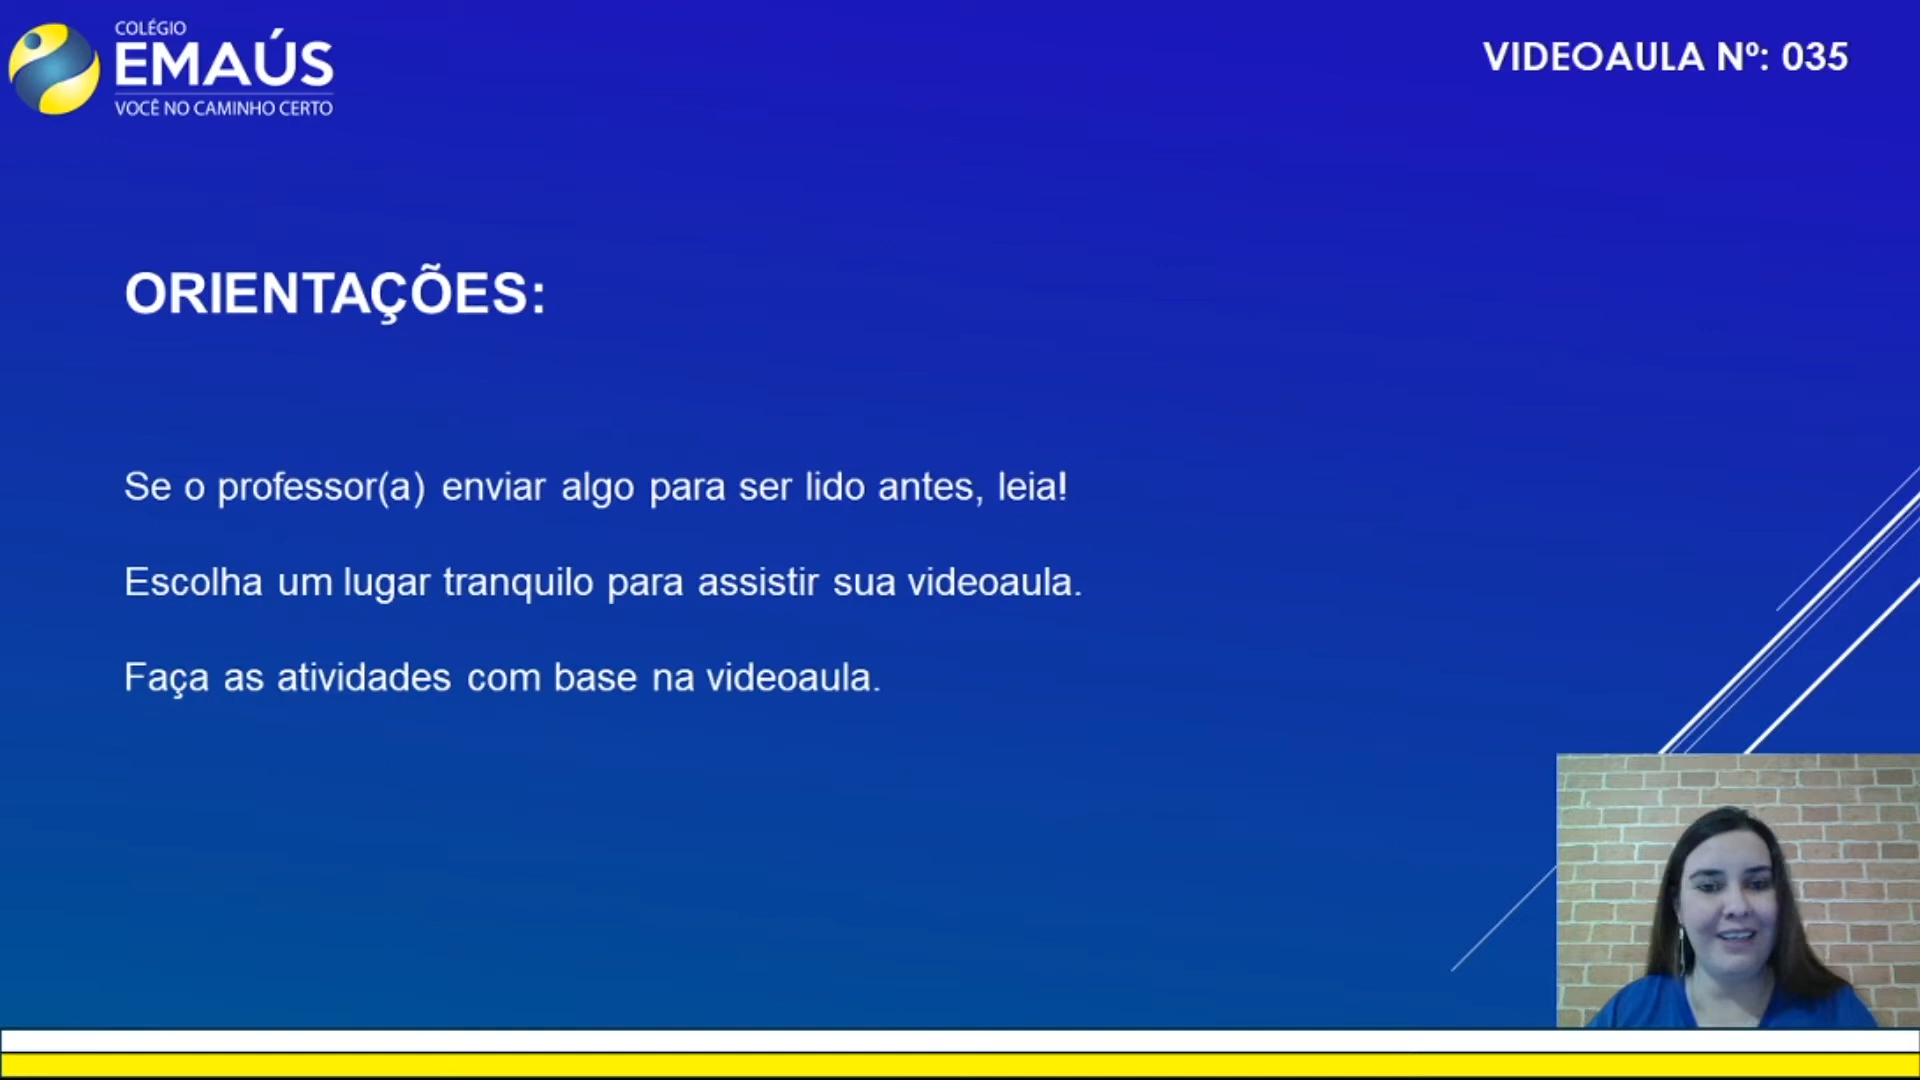 COLÉGIO
EMAÚS
VOCÊ NO CAMINHO CERTO
VIDEOAULA Nº: 035
ORIENTAÇÕES:
Se o professor(a) enviar algo para ser lido antes, leia!
Escolha um lugar tranquilo para assistir sua videoaula.
Faça as atividades com base na videoaula.